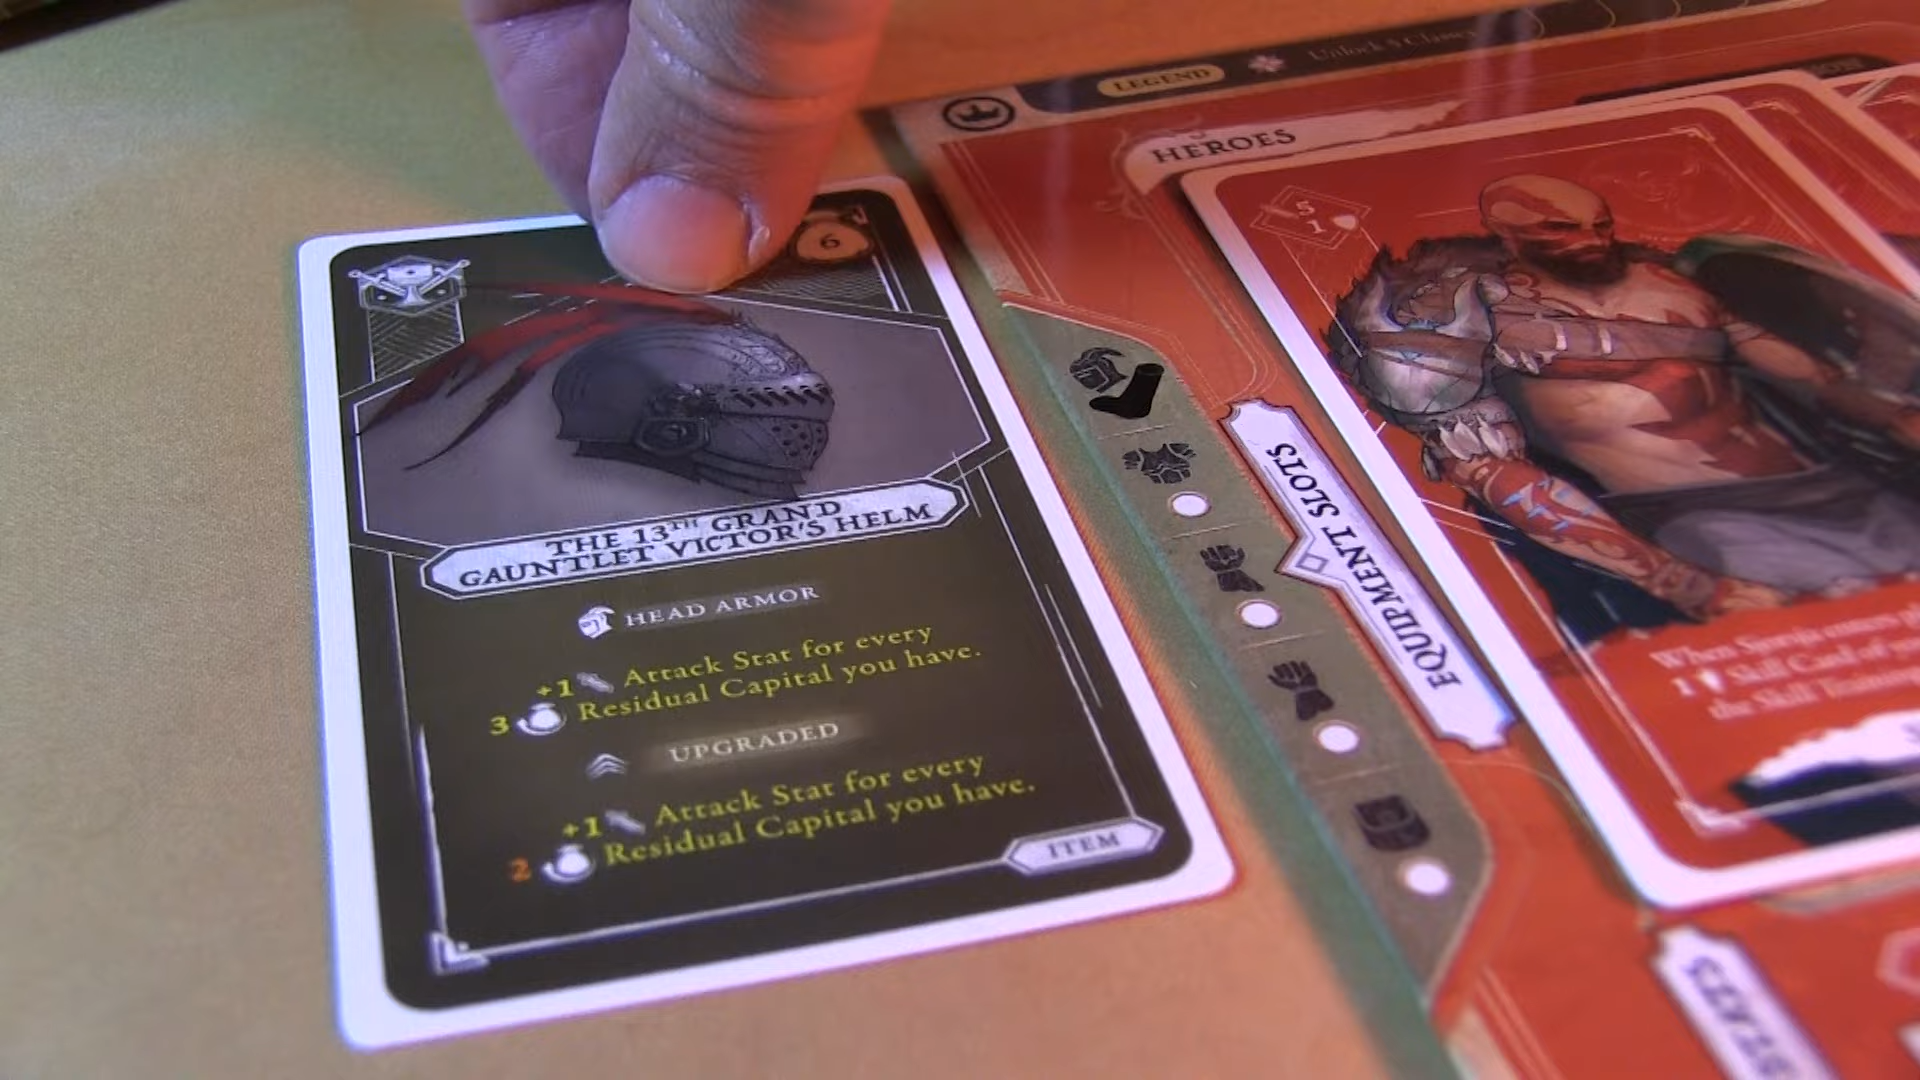 6
THE 13TH GRAND
GAUNTLET VICTOR'S HELM
HEAD ARMOR
+1 Attack Stat for every
3 Residual Capital you have.
UPGRADED
+1 Attack Stat for every
2 Residual Capital you have.
ITEM
LEGEND
Unlock 8 Classes
HEROES
5
1
EQUIPMENT SLOTS
When
1 Skill Card of
the Skill